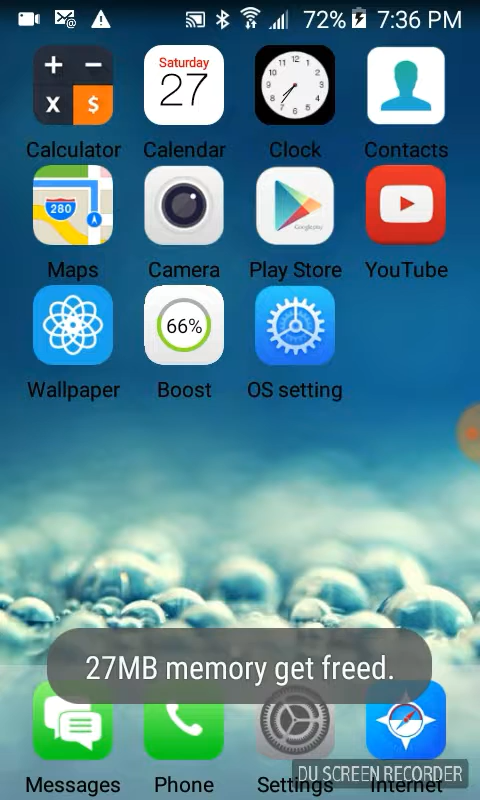 72% 7:36 PM
Saturday
27
Calculator Calendar Clock Contacts
280
Maps Camera Play Store YouTube
66%
Wallpaper Boost OS setting
27MB memory get freed.
Messages Phone Settings Internet
DU SCREEN RECORDER